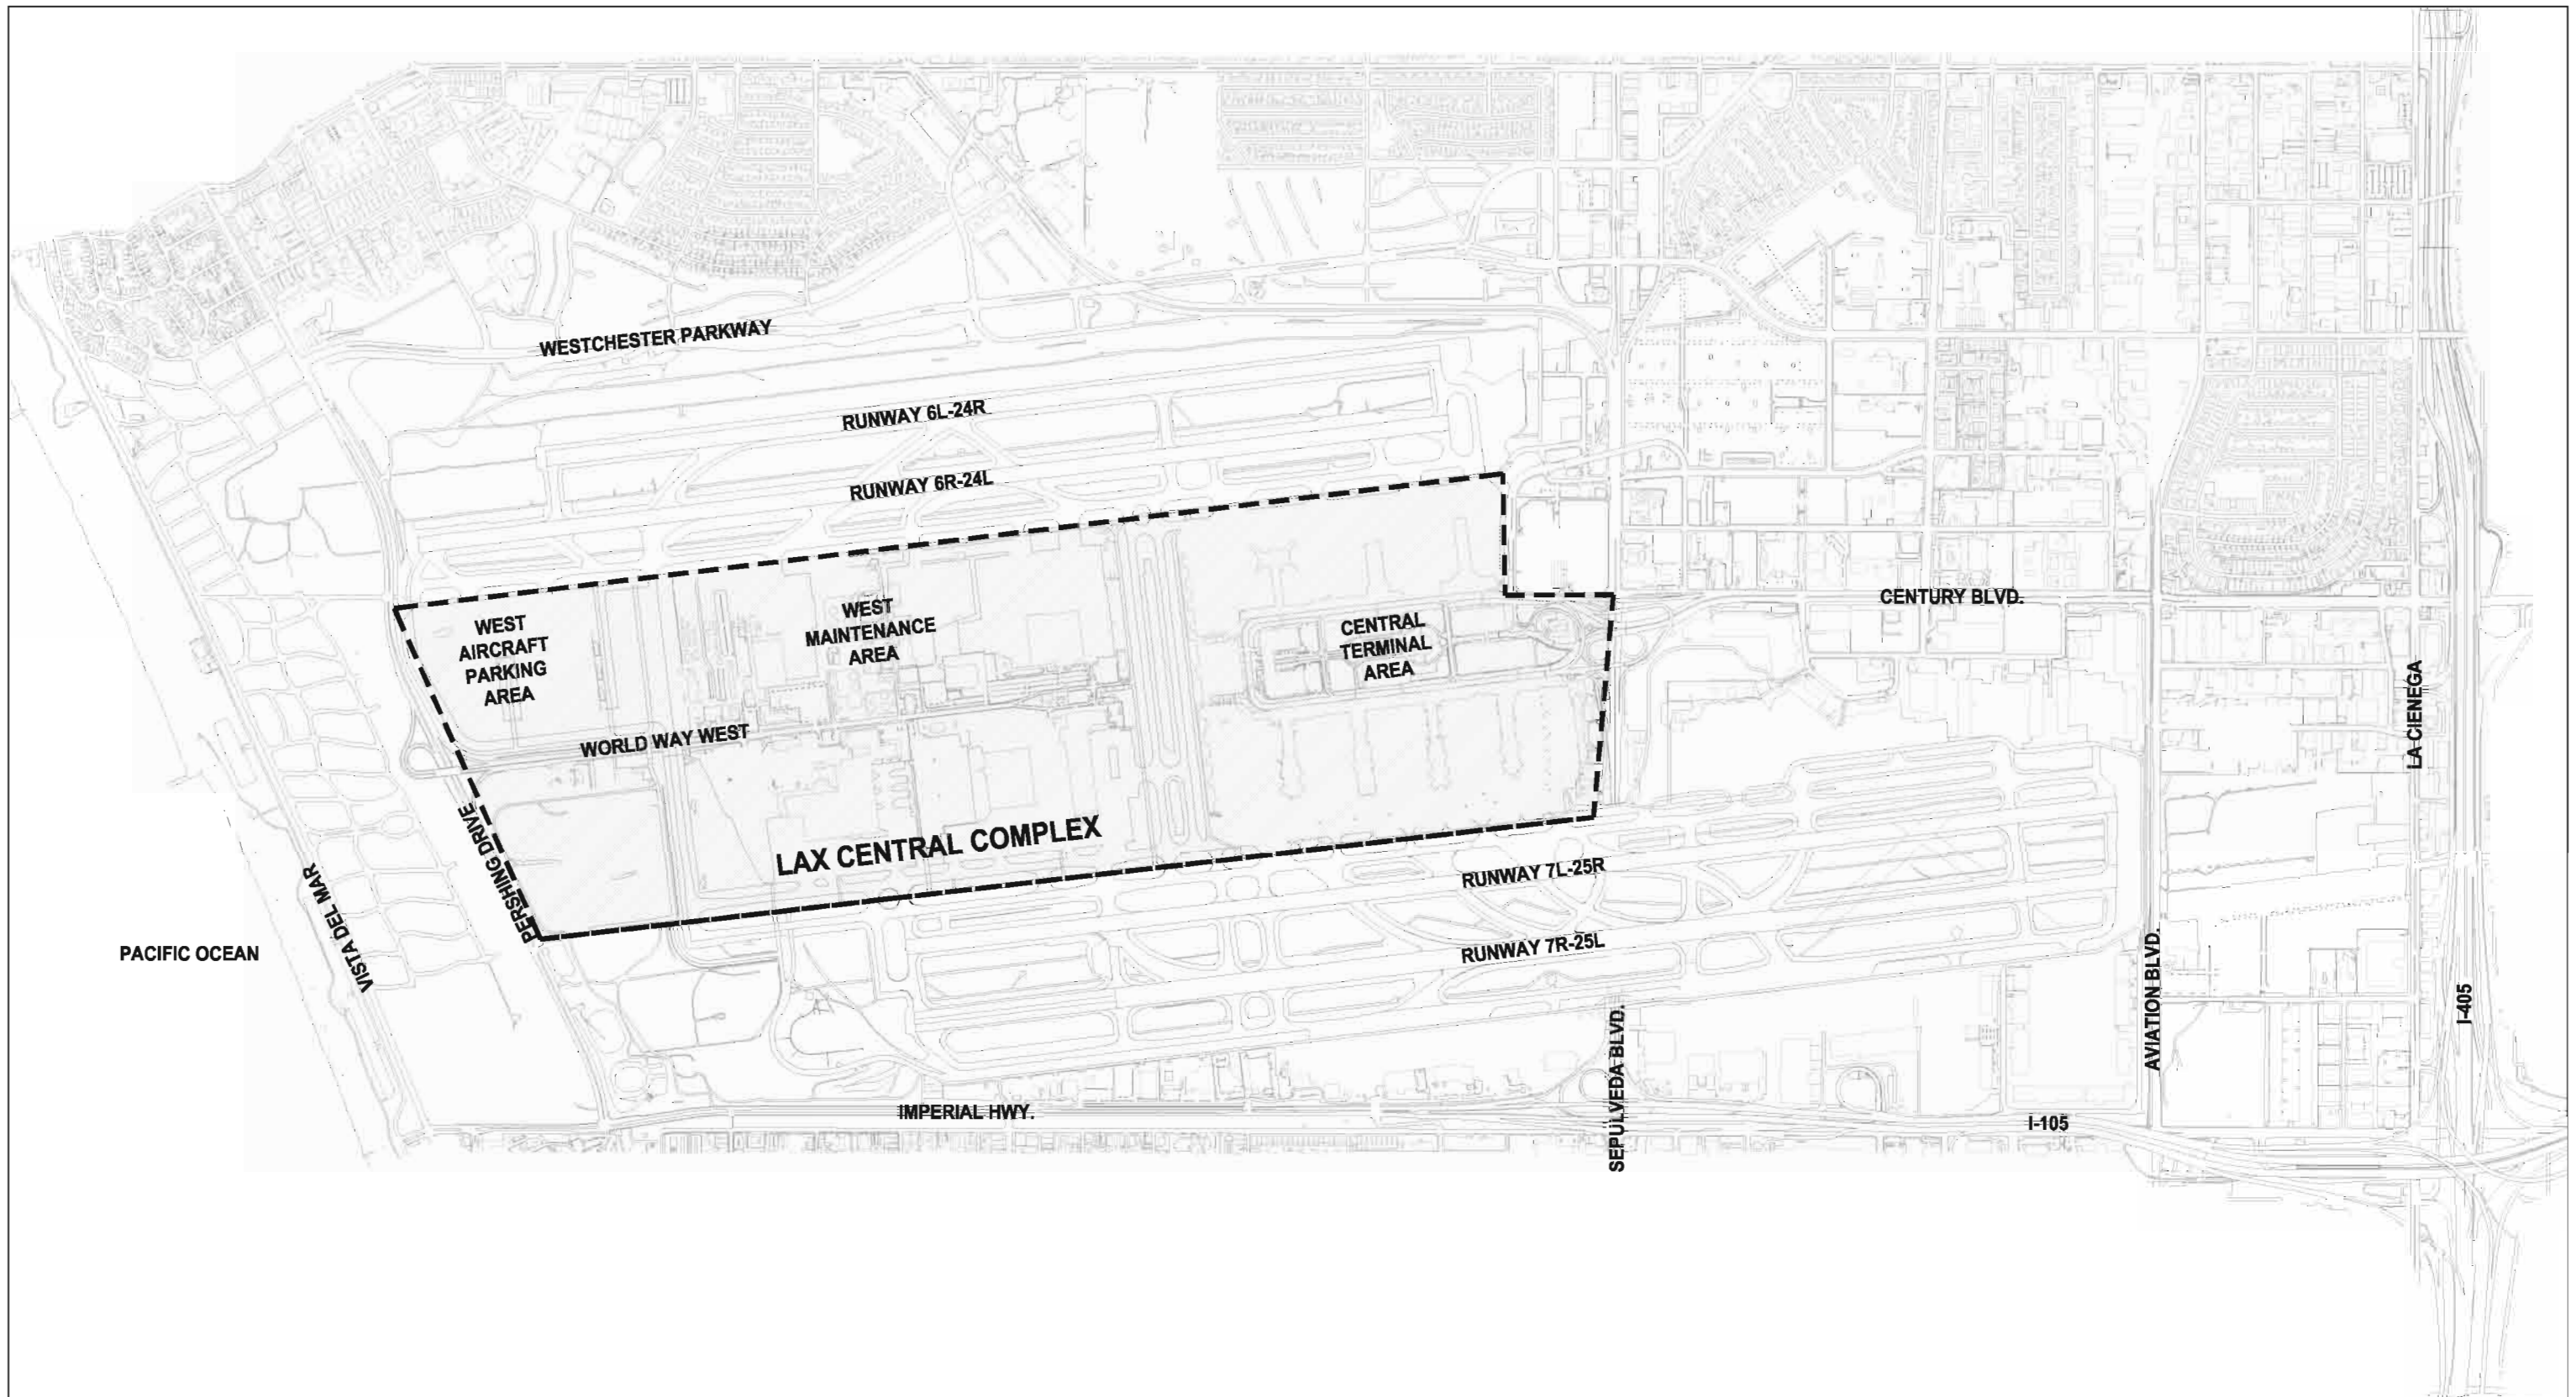 WESTCHESTER PARKWAY
RUNWAY 6L-24R
RUNWAY 6R-24L
WEST
AIRCRAFT
PARKING
AREA
WEST
MAINTENANCE
AREA
CENTRAL
TERMINAL
AREA
CENTURY BLVD.
LA CIENEGA
WORLD WAY WEST
PERSHING DRIVE
LAX CENTRAL COMPLEX
RUNWAY 7L-25R
RUNWAY 7R-25L
VISTA DEL MAR
PACIFIC OCEAN
SEPULVEDA BLVD.
AVIATION BLVD.
I-405
IMPERIAL HWY.
I-105